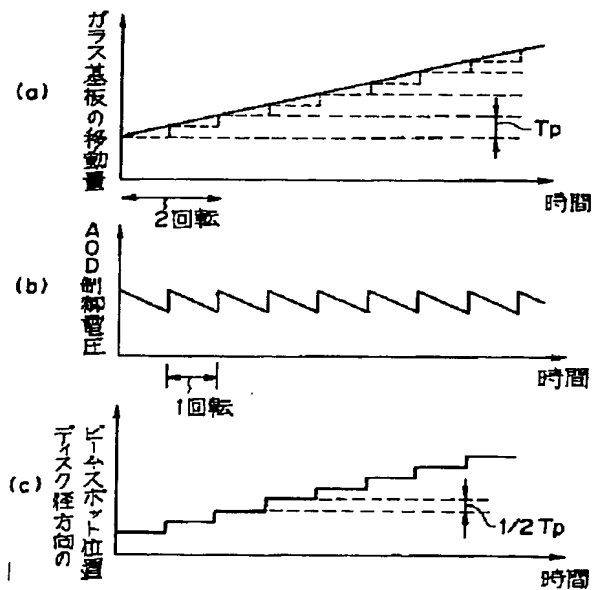 (a)
ガラス基板の移動量
Tp
時間
2回転
(b)
AOD制御電圧
時間
1回転
(c)
ビームスポット位置
ディスク径方向の
1/2 Tp
時間